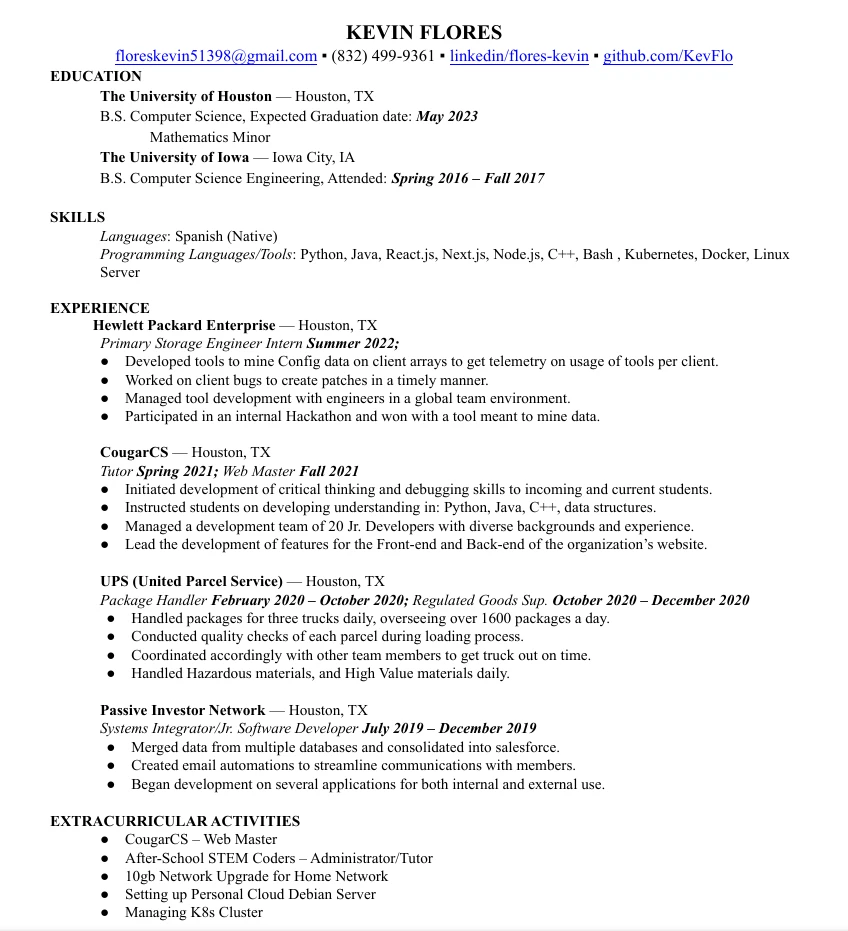 KEVIN FLORES
floreskevin51398@gmail.com ▪ (832) 499-9361 ▪ linkedin/flores-kevin ▪ github.com/KevFlo
EDUCATION
The University of Houston — Houston, TX
B.S. Computer Science, Expected Graduation date: May 2023
Mathematics Minor
The University of Iowa — Iowa City, IA
B.S. Computer Science Engineering, Attended: Spring 2016 – Fall 2017
SKILLS
Languages: Spanish (Native)
Programming Languages/Tools: Python, Java, React.js, Next.js, Node.js, C++, Bash , Kubernetes, Docker, Linux
Server
EXPERIENCE
Hewlett Packard Enterprise — Houston, TX
Primary Storage Engineer Intern Summer 2022;
● Developed tools to mine Config data on client arrays to get telemetry on usage of tools per client.
● Worked on client bugs to create patches in a timely manner.
● Managed tool development with engineers in a global team environment.
● Participated in an internal Hackathon and won with a tool meant to mine data.
CougarCS — Houston, TX
Tutor Spring 2021; Web Master Fall 2021
● Initiated development of critical thinking and debugging skills to incoming and current students.
● Instructed students on developing understanding in: Python, Java, C++, data structures.
● Managed a development team of 20 Jr. Developers with diverse backgrounds and experience.
● Lead the development of features for the Front-end and Back-end of the organization’s website.
UPS (United Parcel Service) — Houston, TX
Package Handler February 2020 – October 2020; Regulated Goods Sup. October 2020 – December 2020
● Handled packages for three trucks daily, overseeing over 1600 packages a day.
● Conducted quality checks of each parcel during loading process.
● Coordinated accordingly with other team members to get truck out on time.
● Handled Hazardous materials, and High Value materials daily.
Passive Investor Network — Houston, TX
Systems Integrator/Jr. Software Developer July 2019 – December 2019
● Merged data from multiple databases and consolidated into salesforce.
● Created email automations to streamline communications with members.
● Began development on several applications for both internal and external use.
EXTRACURRICULAR ACTIVITIES
● CougarCS – Web Master
● After-School STEM Coders – Administrator/Tutor
● 10gb Network Upgrade for Home Network
● Setting up Personal Cloud Debian Server
● Managing K8s Cluster